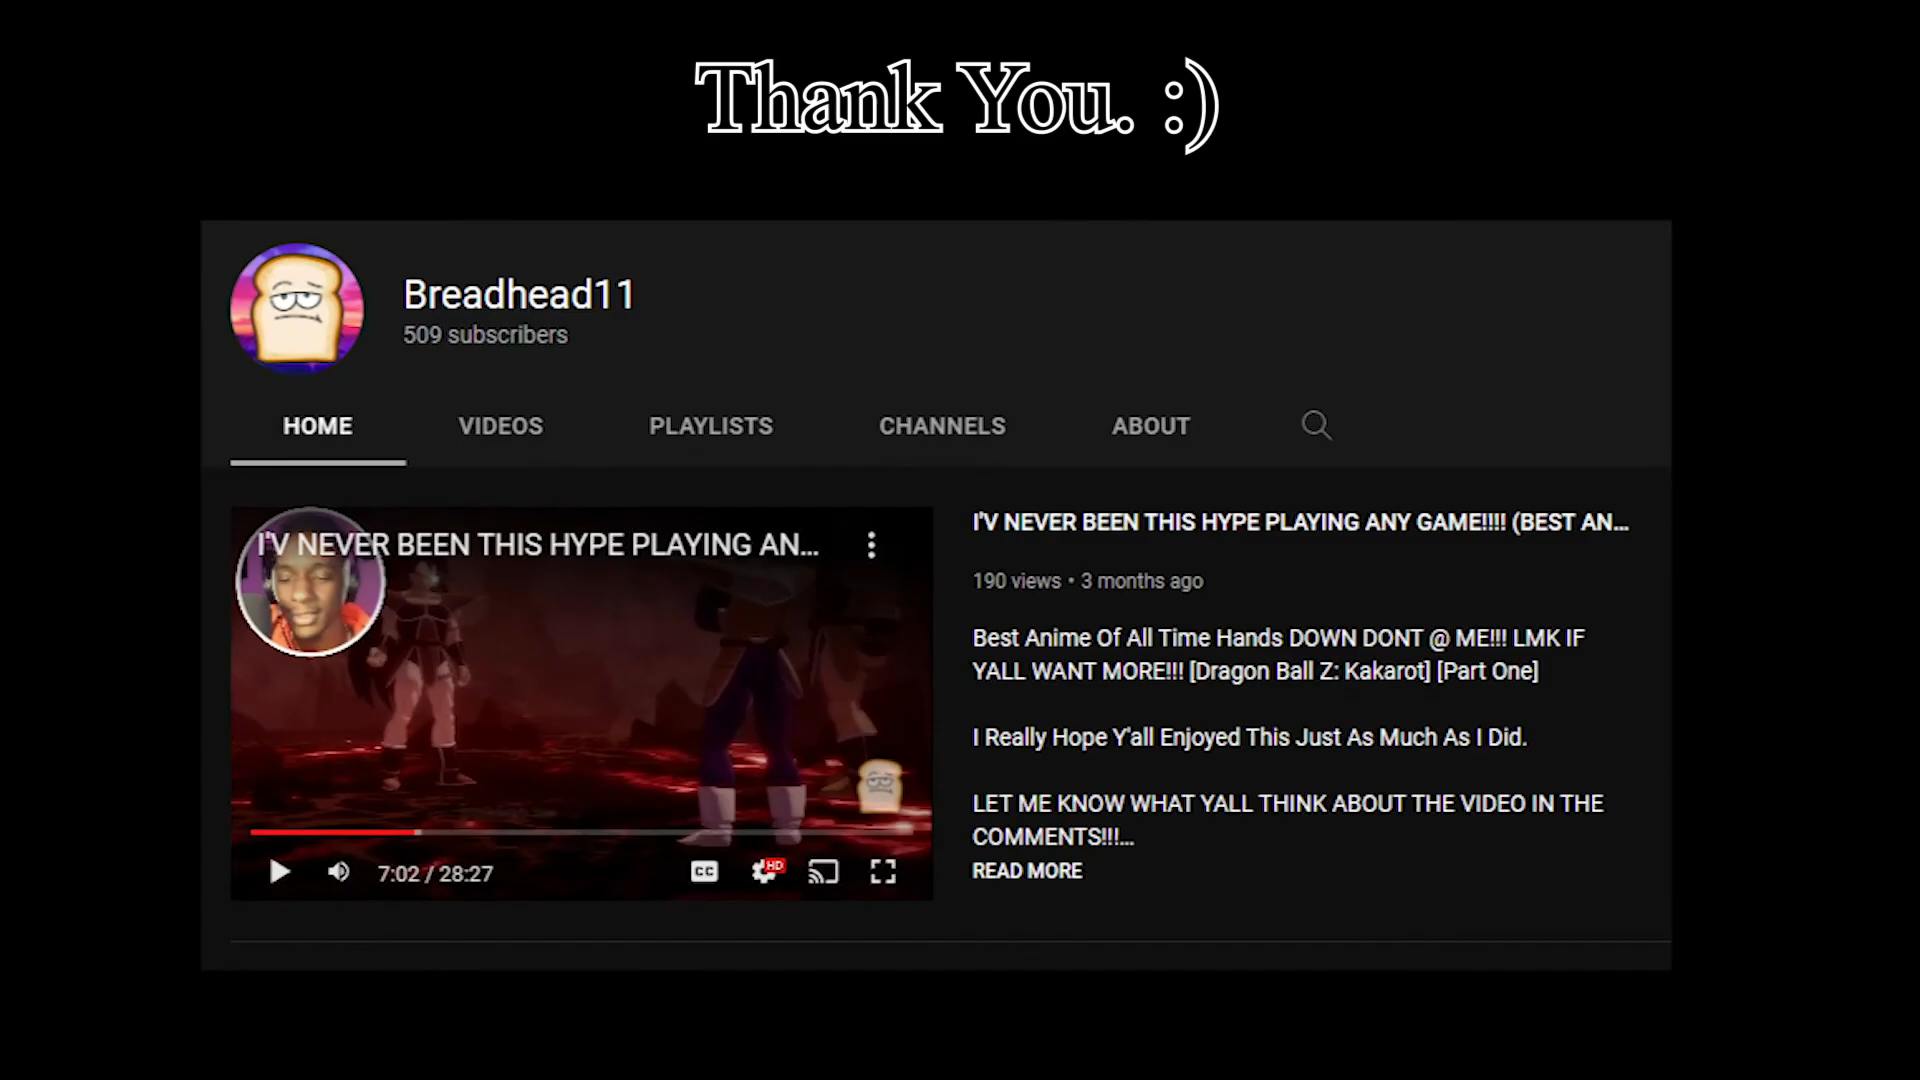 Thank You. :)
Breadhead11
509 subscribers
HOME VIDEOS PLAYLISTS CHANNELS ABOUT
I'V NEVER BEEN THIS HYPE PLAYING AN...
7:02 / 28:27
CC
HD
I'V NEVER BEEN THIS HYPE PLAYING ANY GAME!!!! (BEST AN...
190 views • 3 months ago
Best Anime Of All Time Hands DOWN DONT @ ME!!! LMK IF
YALL WANT MORE!!! [Dragon Ball Z: Kakarot] [Part One]
I Really Hope Y'all Enjoyed This Just As Much As I Did.
LET ME KNOW WHAT YALL THINK ABOUT THE VIDEO IN THE
COMMENTS!!!...
READ MORE